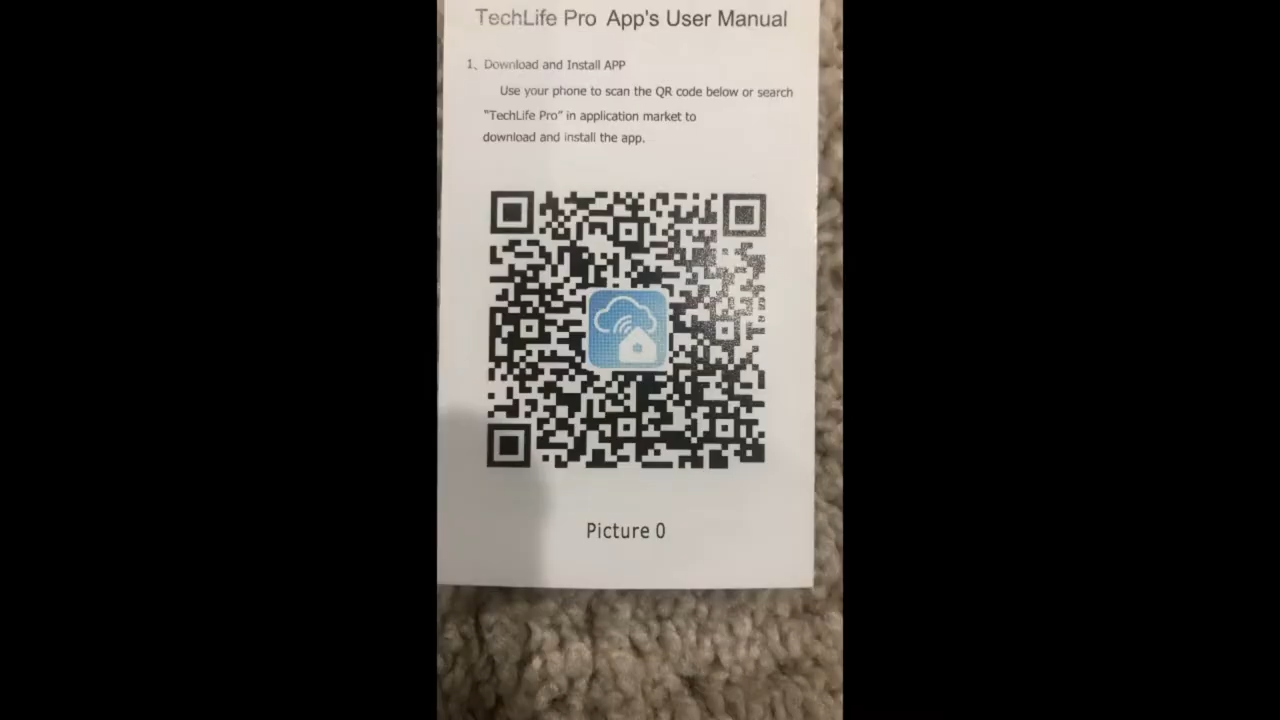 TechLife Pro App's User Manual
1、Download and Install APP
Use your phone to scan the QR code below or search
"TechLife Pro" in application market to
download and install the app.
Picture 0